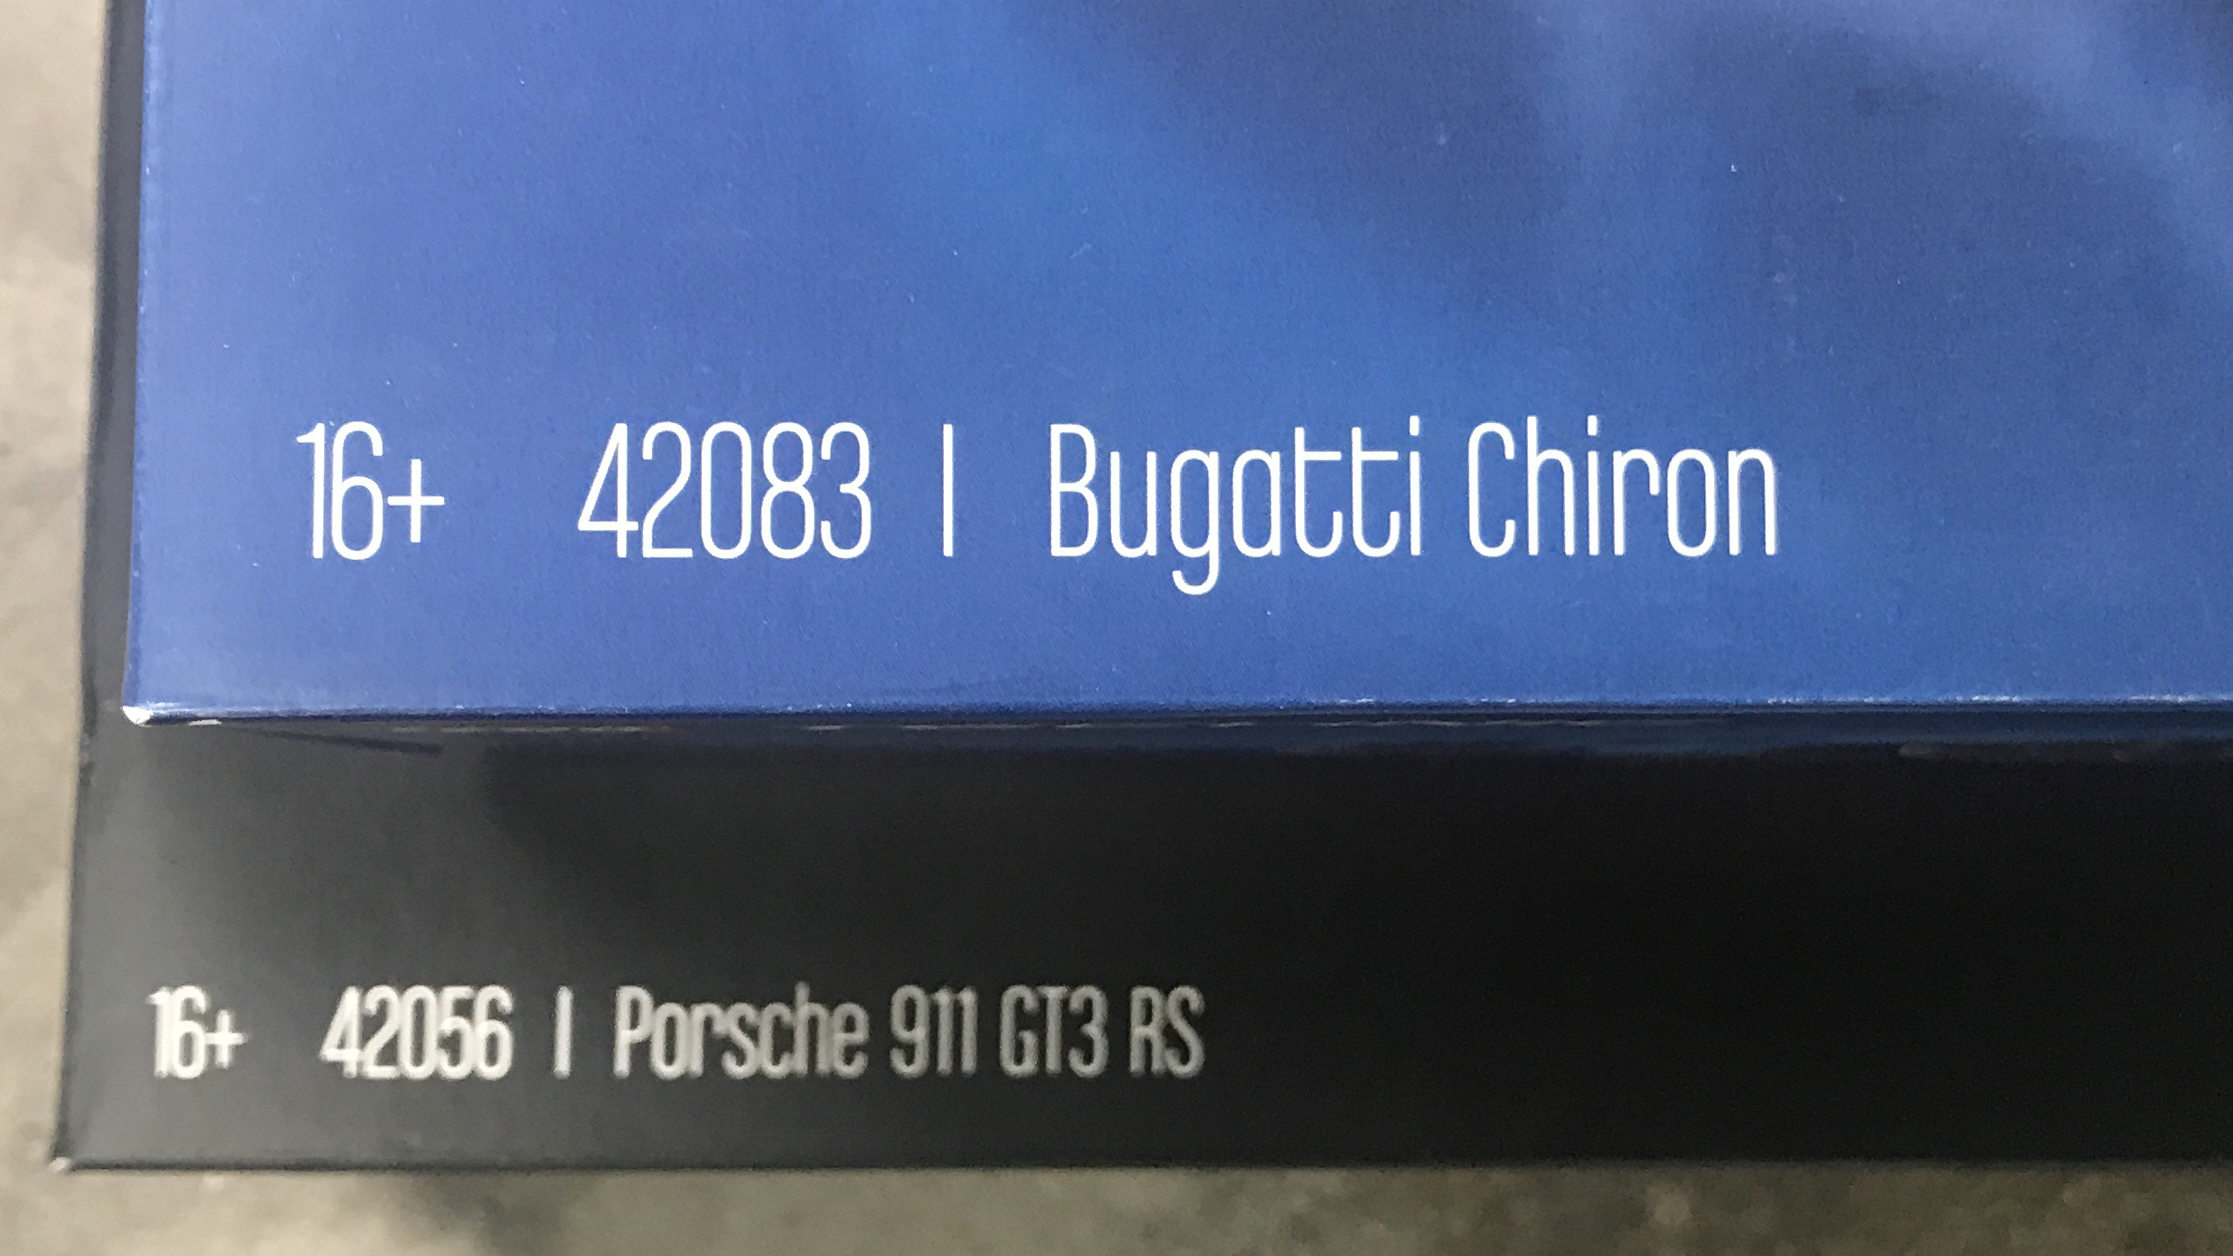 16+ 42083 | Bugatti Chiron
16+ 42056 | Porsche 911 GT3 RS